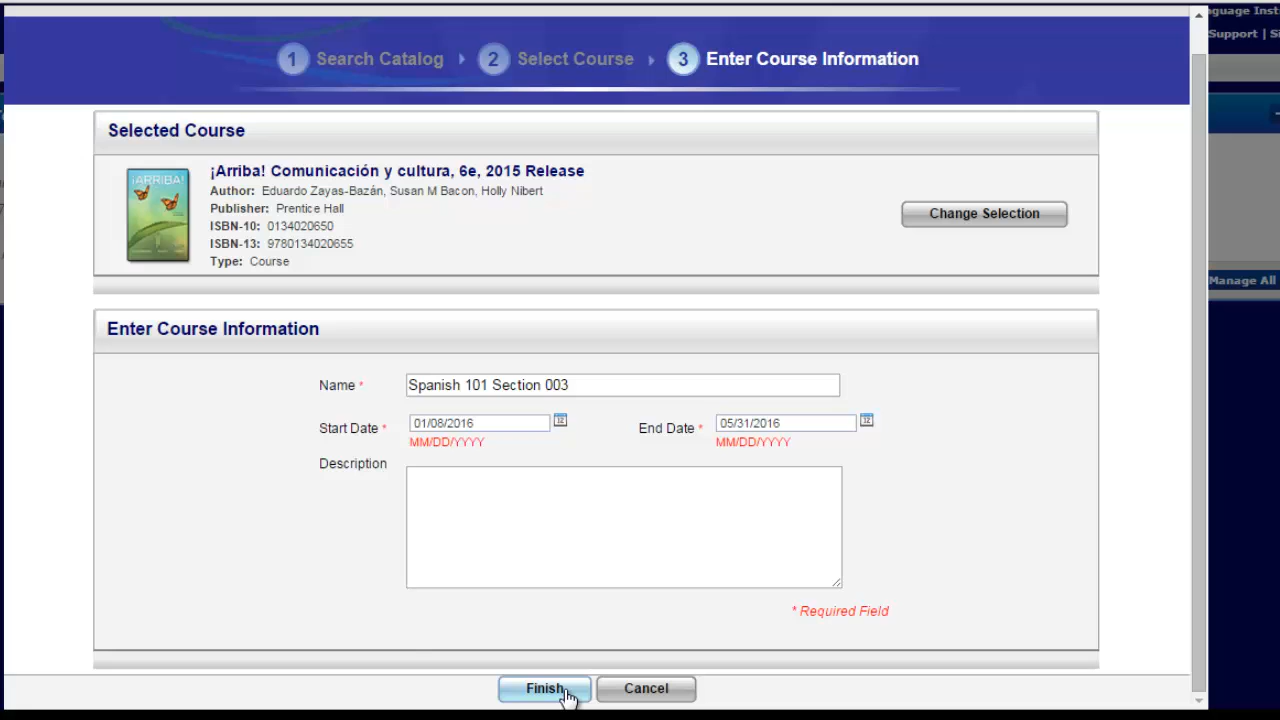 nguage Inst
Support | Si
1 Search Catalog 2 Select Course 3 Enter Course Information
Selected Course
¡ARRIBA!
¡Arriba! Comunicación y cultura, 6e, 2015 Release
Author: Eduardo Zayas-Bazán, Susan M Bacon, Holly Nibert
Publisher: Prentice Hall
ISBN-10: 0134020650
ISBN-13: 9780134020655
Type: Course
Change Selection
Manage All
Enter Course Information
Name * Spanish 101 Section 003
Start Date * 01/08/2016 End Date * 05/31/2016
MM/DD/YYYY MM/DD/YYYY
Description
* Required Field
Finish Cancel